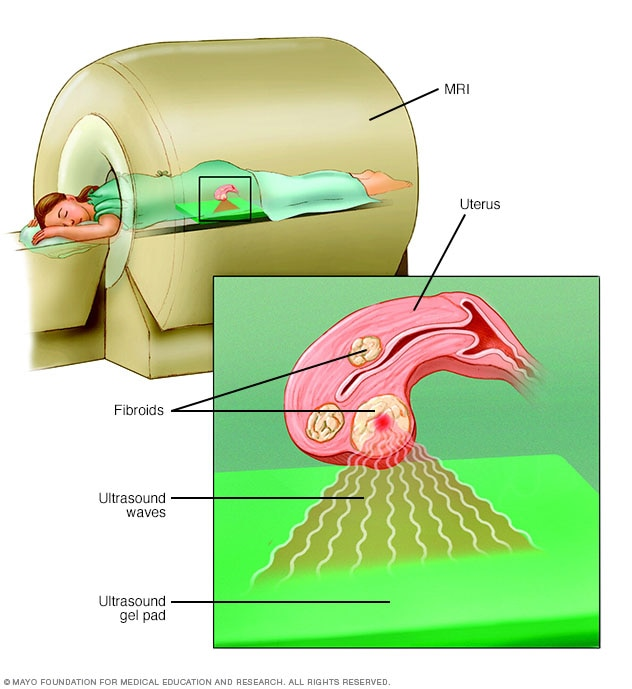 MRI
Uterus
Fibroids
Ultrasound
waves
Ultrasound
gel pad
© MAYO FOUNDATION FOR MEDICAL EDUCATION AND RESEARCH. ALL RIGHTS RESERVED.